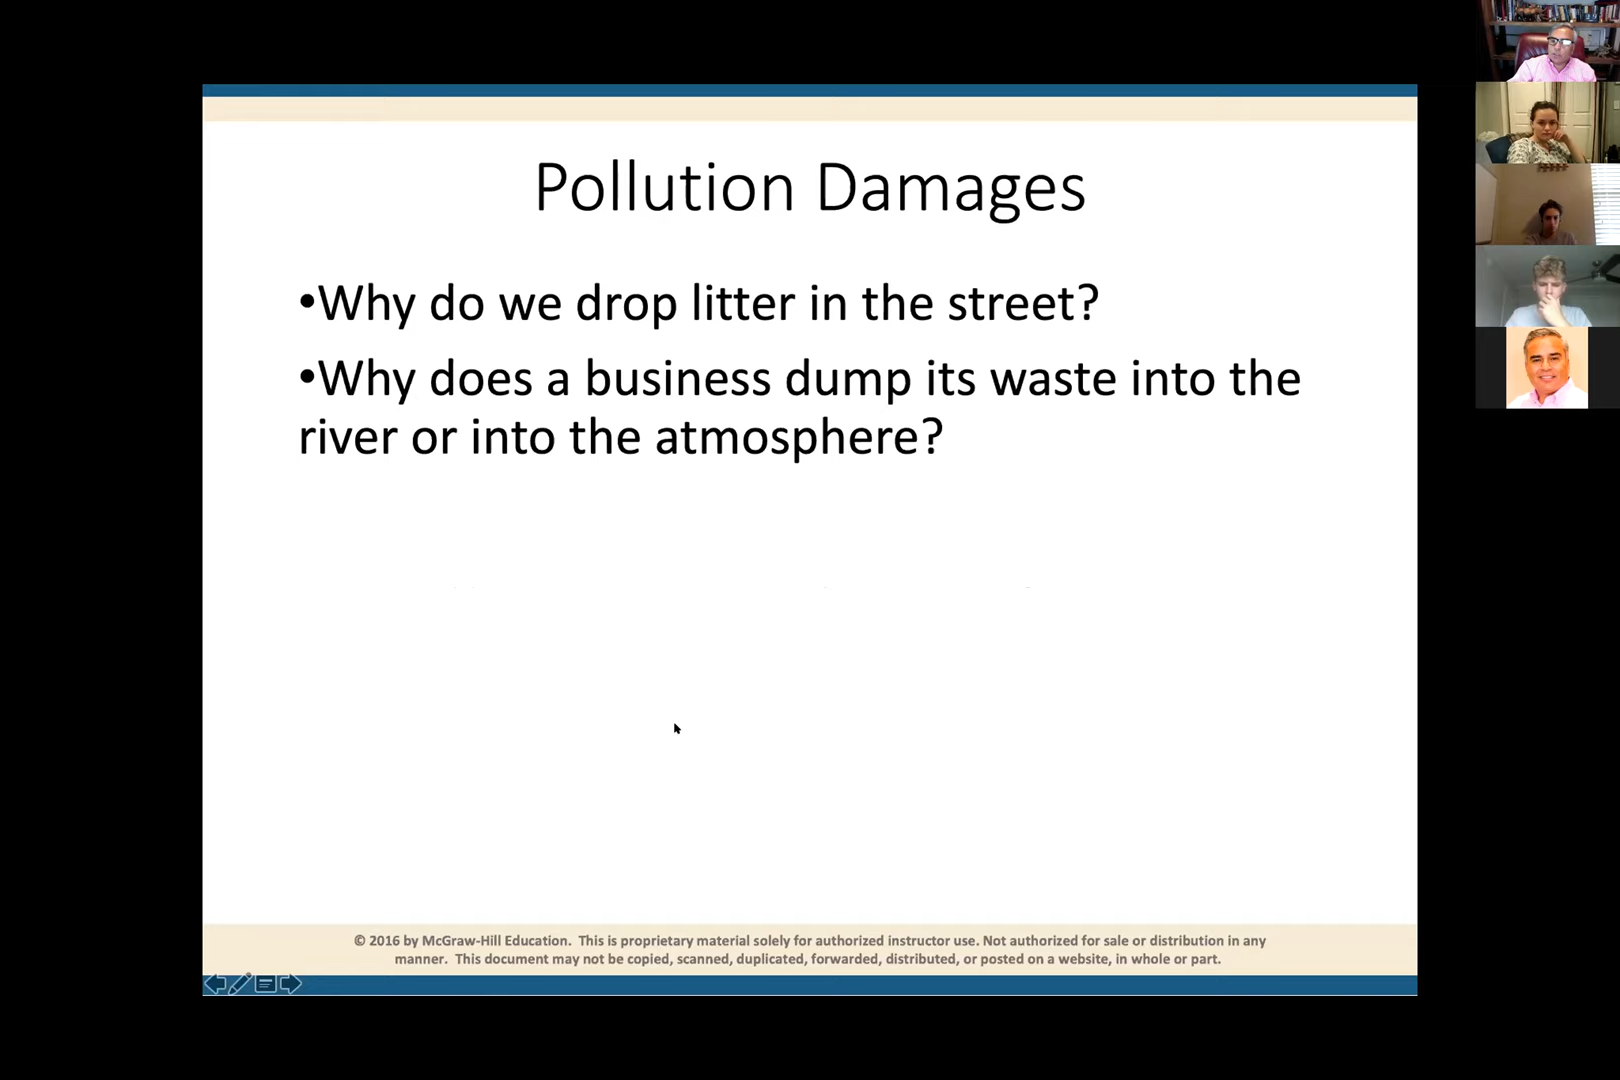 Pollution Damages
•Why do we drop litter in the street?
•Why does a business dump its waste into the
river or into the atmosphere?
© 2016 by McGraw-Hill Education.  This is proprietary material solely for authorized instructor use. Not authorized for sale or distribution in any
manner.  This document may not be copied, scanned, duplicated, forwarded, distributed, or posted on a website, in whole or part.